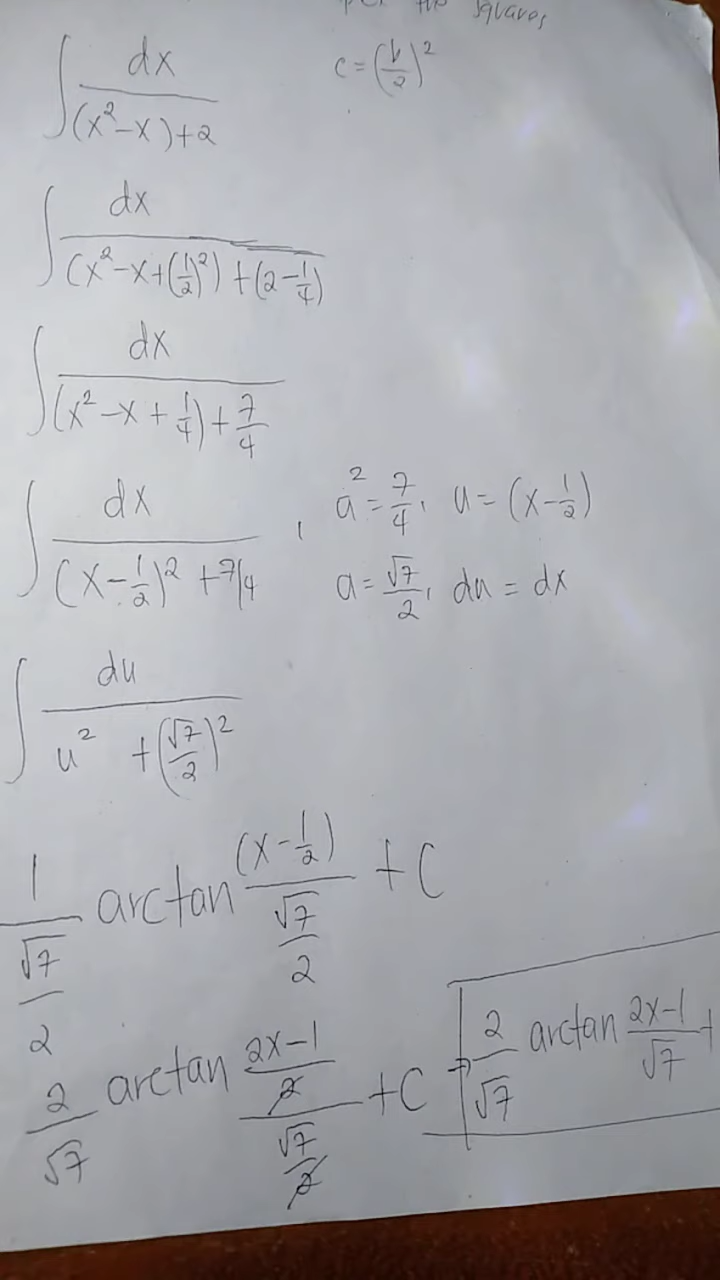 the squares
∫ dx / ((x²-x)+2)
c = (b/2)²
∫ dx / ((x²-x+(1/2)²)+(2-1/4))
∫ dx / ((x²-x+1/4)+7/4)
∫ dx / ((x-1/2)²+7/4) , a²=7/4, u=(x-1/2)
a=√7/2, du=dx
∫ du / (u²+(√7/2)²)
1/(√7/2) arctan (x-1/2)/(√7/2) + C
2/√7 arctan ((2x-1)/2)/(√7/2) + C → 2/√7 arctan (2x-1)/√7 +